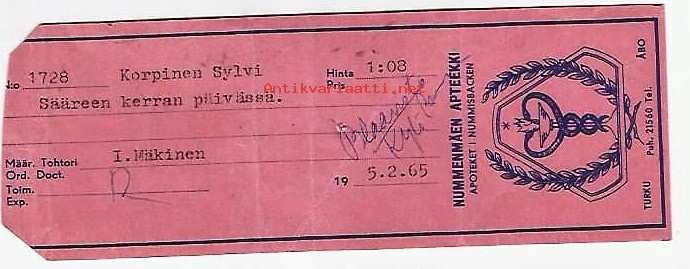 N:o 1728 Korpinen Sylvi
Hinta
Pris 1:08
Sääreen kerran päivässä.
Antikvariaatti.net
Määr. Tohtori
Ord. Doct. I.Mäkinen
Toim.
Exp.
19 5.2.65
NUMMENMÄEN APTEEKKI
APOTEKET I NUMMISBACKEN
TURKU Puh. 21560 Tel. ÅBO